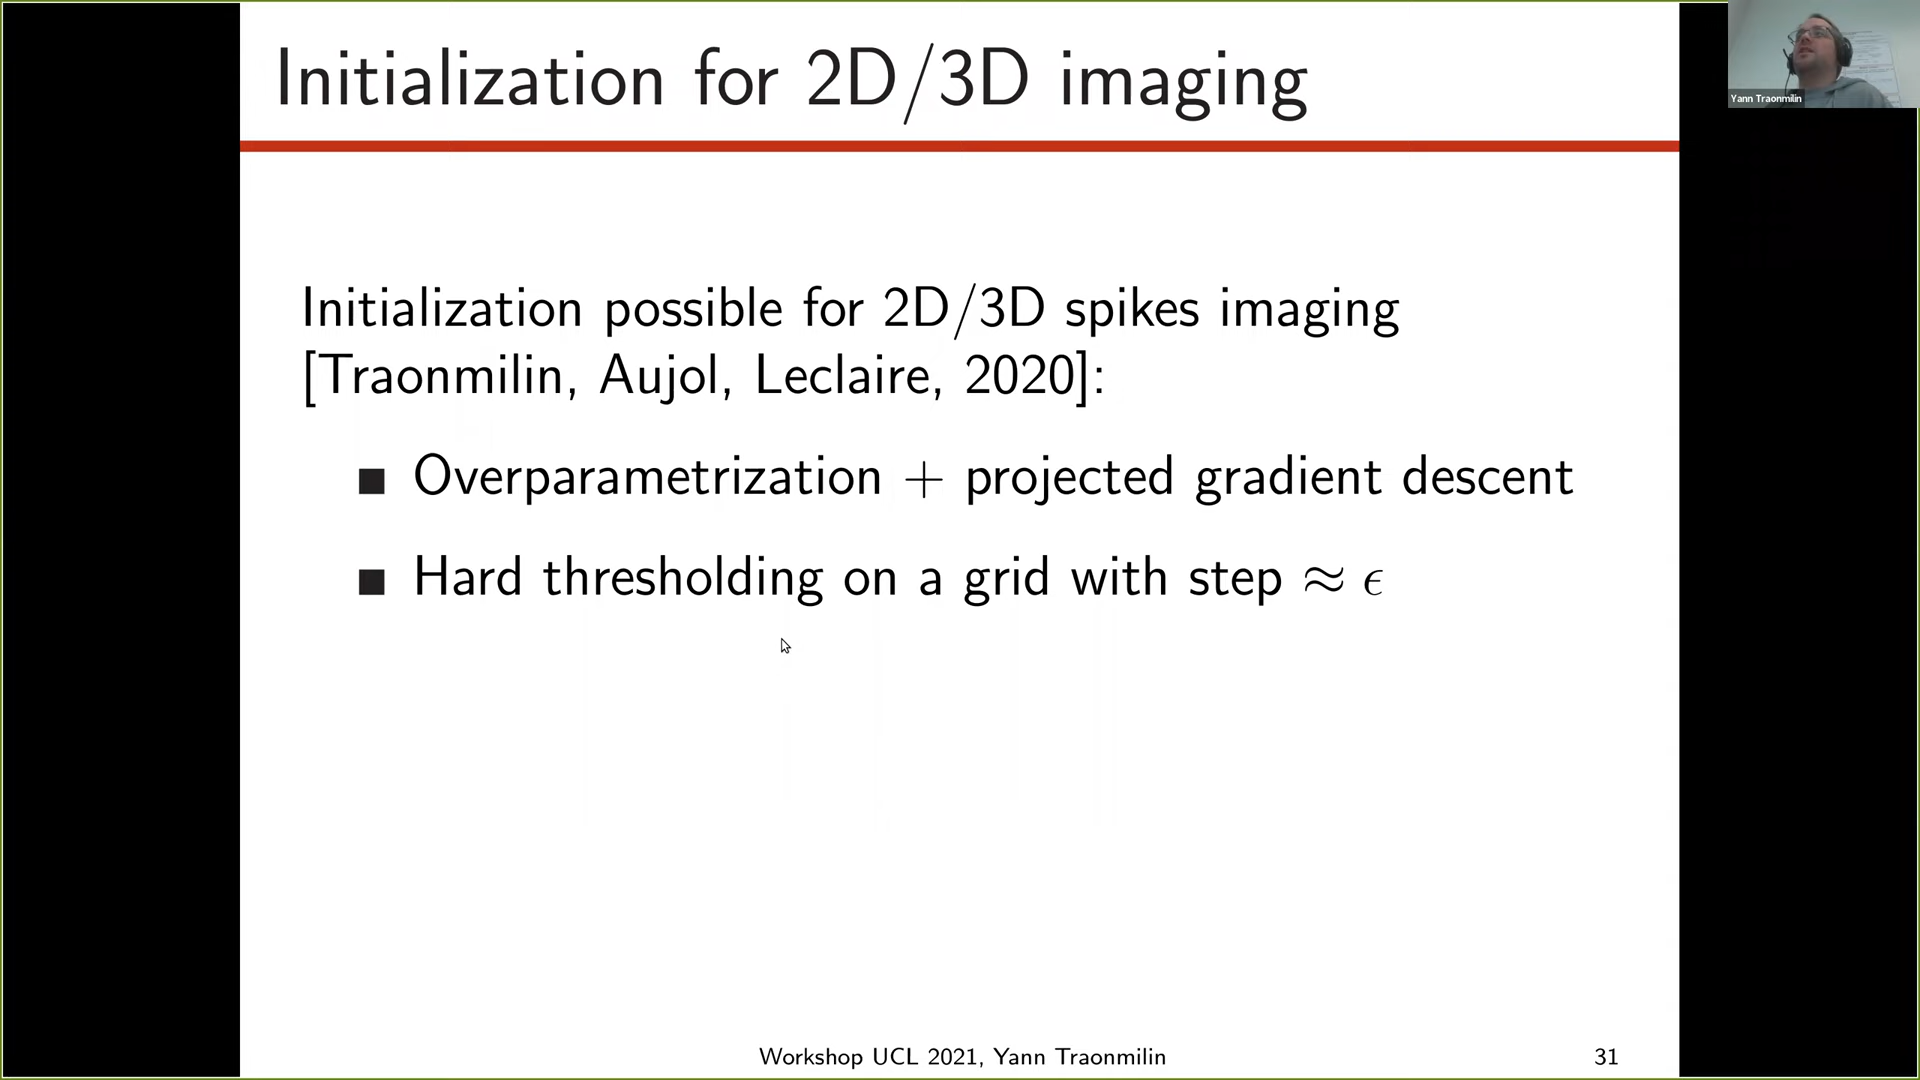 Initialization for 2D/3D imaging
Yann Traonmilin
Initialization possible for 2D/3D spikes imaging
[Traonmilin, Aujol, Leclaire, 2020]:
■ Overparametrization + projected gradient descent
■ Hard thresholding on a grid with step ≈ ϵ
Workshop UCL 2021, Yann Traonmilin
31